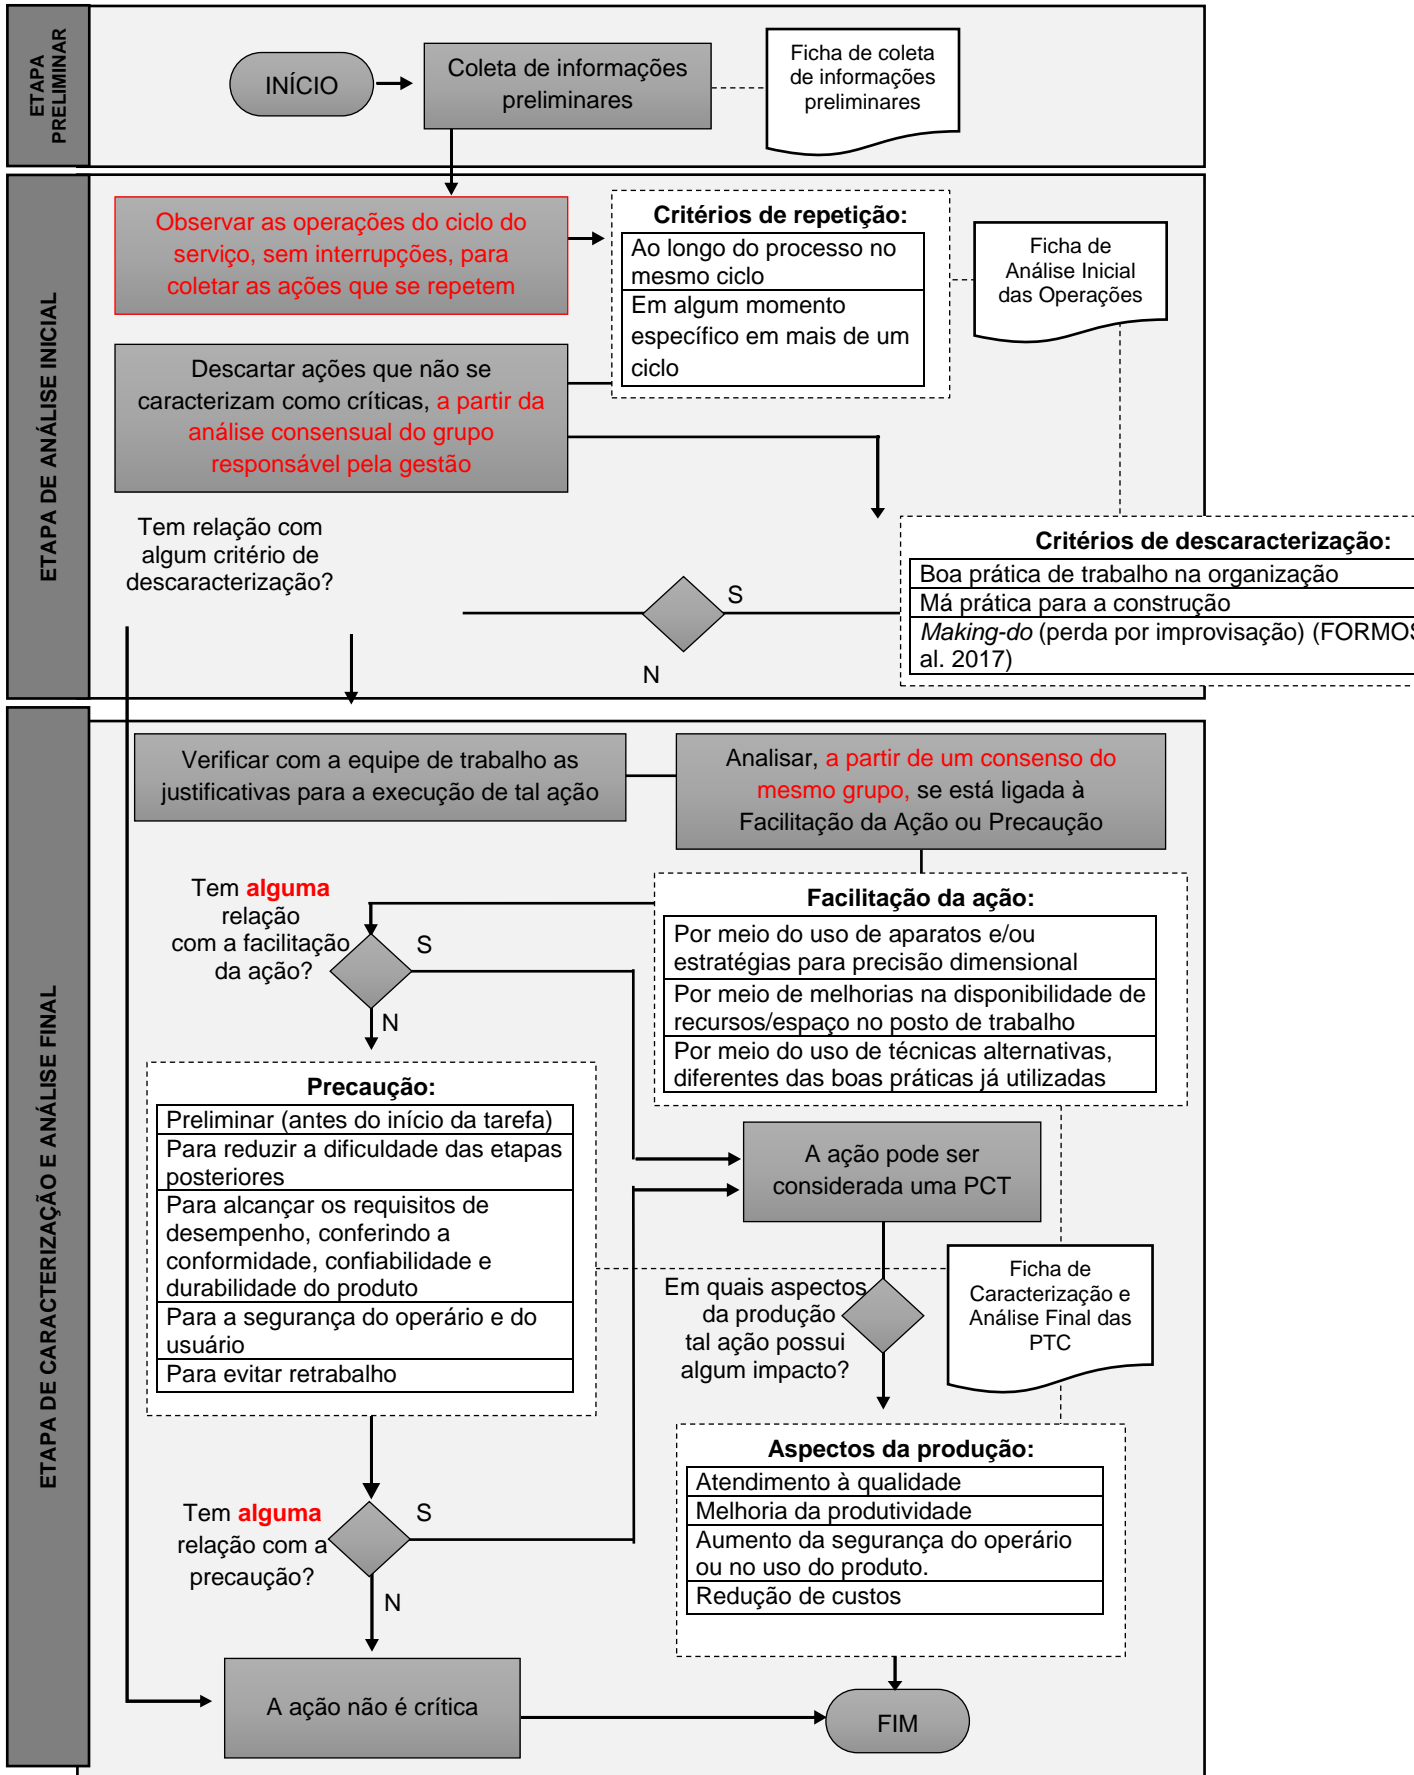 ETAPA
PRELIMINAR
INÍCIO
Coleta de informações
preliminares
Ficha de coleta
de informações
preliminares
ETAPA DE ANÁLISE INICIAL
Observar as operações do ciclo do
serviço, sem interrupções, para
coletar as ações que se repetem
Critérios de repetição:
Ao longo do processo no
mesmo ciclo
Em algum momento
específico em mais de um
ciclo
Ficha de
Análise Inicial
das Operações
Descartar ações que não se
caracterizam como críticas, a partir da
análise consensual do grupo
responsável pela gestão
Tem relação com
algum critério de
descaracterização?
S
N
Critérios de descaracterização:
Boa prática de trabalho na organização
Má prática para a construção
Making-do (perda por improvisação) (FORMOS
al. 2017)
ETAPA DE CARACTERIZAÇÃO E ANÁLISE FINAL
Verificar com a equipe de trabalho as
justificativas para a execução de tal ação
Analisar, a partir de um consenso do
mesmo grupo, se está ligada à
Facilitação da Ação ou Precaução
Tem alguma
relação
com a facilitação
da ação?
S
N
Facilitação da ação:
Por meio do uso de aparatos e/ou
estratégias para precisão dimensional
Por meio de melhorias na disponibilidade de
recursos/espaço no posto de trabalho
Por meio do uso de técnicas alternativas,
diferentes das boas práticas já utilizadas
Precaução:
Preliminar (antes do início da tarefa)
Para reduzir a dificuldade das etapas
posteriores
Para alcançar os requisitos de
desempenho, conferindo a
conformidade, confiabilidade e
durabilidade do produto
Para a segurança do operário e do
usuário
Para evitar retrabalho
A ação pode ser
considerada uma PCT
Em quais aspectos
da produção
tal ação possui
algum impacto?
Ficha de
Caracterização e
Análise Final das
PTC
Aspectos da produção:
Atendimento à qualidade
Melhoria da produtividade
Aumento da segurança do operário
ou no uso do produto.
Redução de custos
Tem alguma
relação com a
precaução?
S
N
A ação não é crítica
FIM